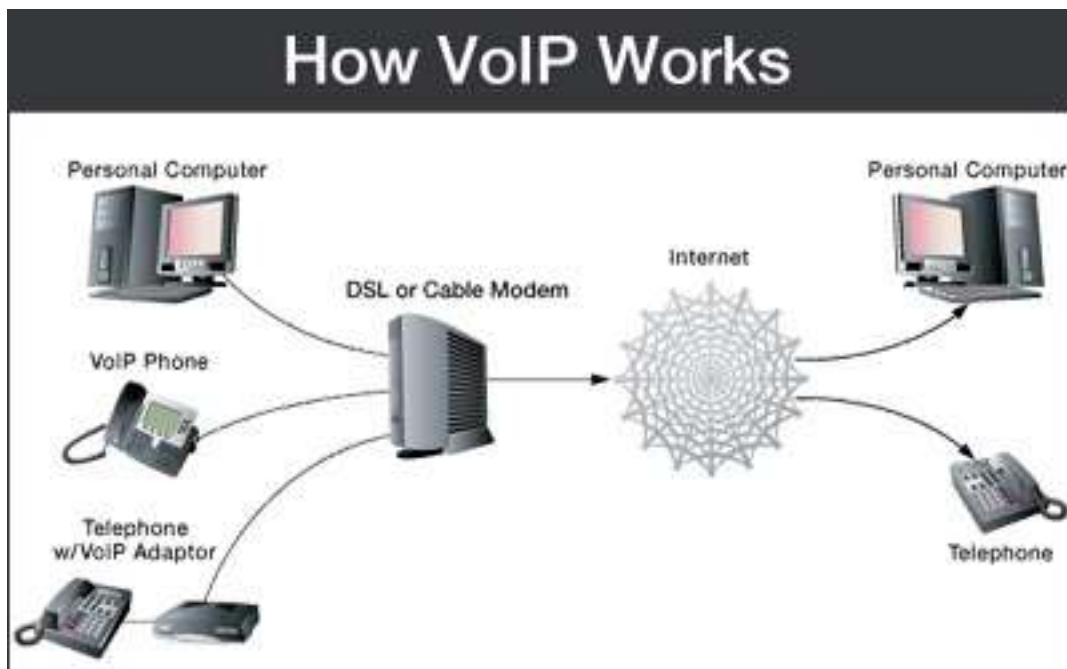 How VoIP Works
Personal Computer
Personal Computer
Internet
DSL or Cable Modem
VoIP Phone
Telephone
w/VoIP Adaptor
Telephone